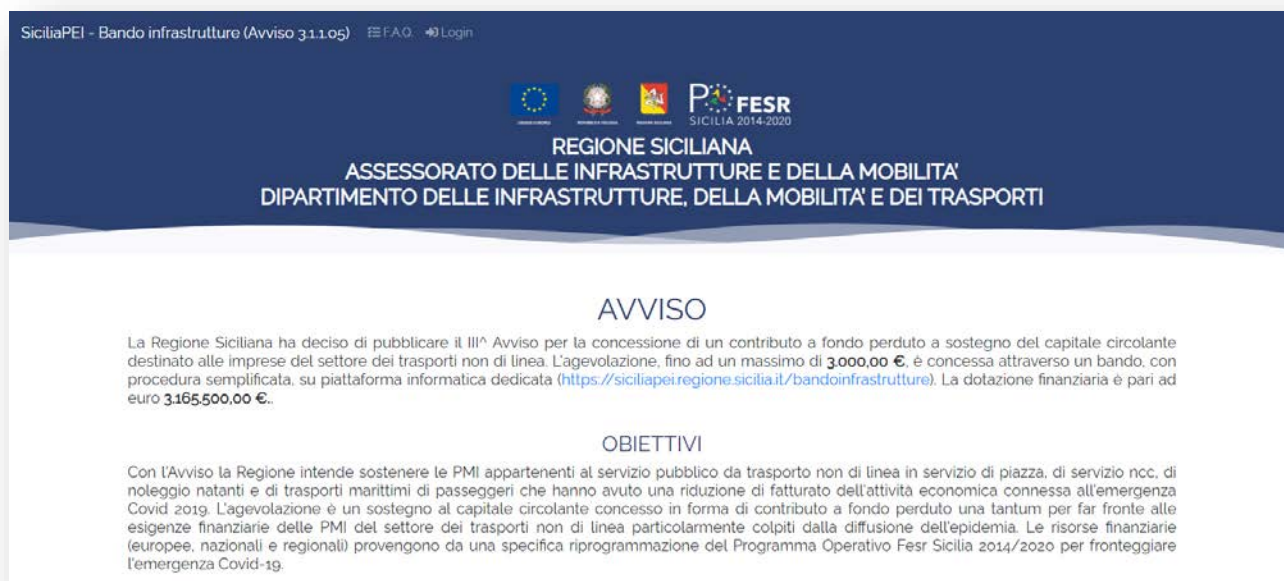 SiciliaPEI - Bando infrastrutture (Avviso 3.1.1.05) F.A.Q. Login
PO FESR
SICILIA 2014-2020
REGIONE SICILIANA
ASSESSORATO DELLE INFRASTRUTTURE E DELLA MOBILITA'
DIPARTIMENTO DELLE INFRASTRUTTURE, DELLA MOBILITA' E DEI TRASPORTI
AVVISO
La Regione Siciliana ha deciso di pubblicare il III^ Avviso per la concessione di un contributo a fondo perduto a sostegno del capitale circolante
destinato alle imprese del settore dei trasporti non di linea. L'agevolazione, fino ad un massimo di 3.000,00 €, è concessa attraverso un bando, con
procedura semplificata, su piattaforma informatica dedicata (https://siciliapei.regione.sicilia.it/bandoinfrastrutture). La dotazione finanziaria è pari ad
euro 3.165.500,00 €..
OBIETTIVI
Con l'Avviso la Regione intende sostenere le PMI appartenenti al servizio pubblico da trasporto non di linea in servizio di piazza, di servizio ncc, di
noleggio natanti e di trasporti marittimi di passeggeri che hanno avuto una riduzione di fatturato dell'attività economica connessa all'emergenza
Covid 2019. L'agevolazione è un sostegno al capitale circolante concesso in forma di contributo a fondo perduto una tantum per far fronte alle
esigenze finanziarie delle PMI del settore dei trasporti non di linea particolarmente colpiti dalla diffusione dell'epidemia. Le risorse finanziarie
(europee, nazionali e regionali) provengono da una specifica riprogrammazione del Programma Operativo Fesr Sicilia 2014/2020 per fronteggiare
l'emergenza Covid-19.